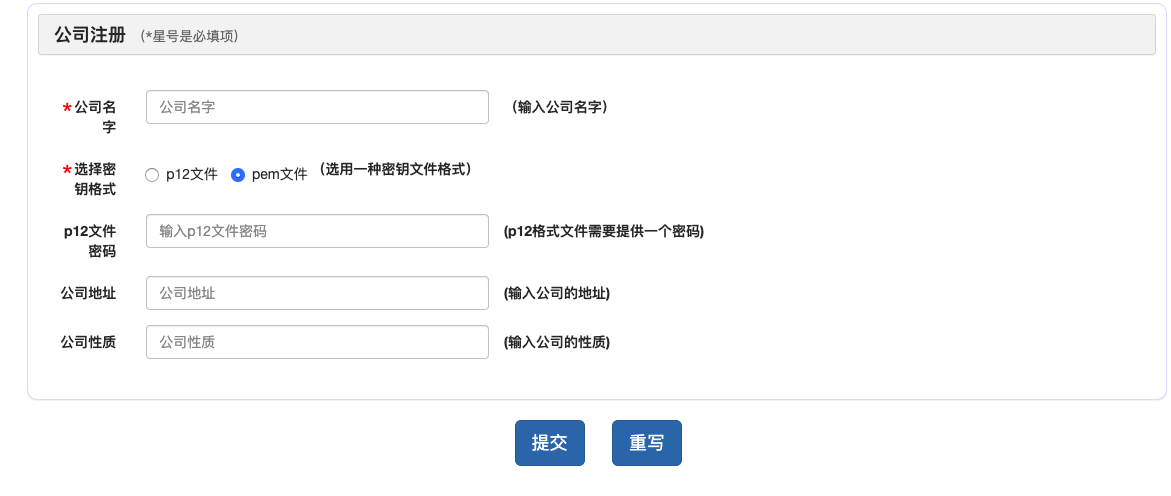 公司注册 (*星号是必填项)
*公司名 公司名字 (输入公司名字)
字
*选择密 p12文件 pem文件 (选用一种密钥文件格式)
钥格式
p12文件 输入p12文件密码 (p12格式文件需要提供一个密码)
密码
公司地址 公司地址 (输入公司的地址)
公司性质 公司性质 (输入公司的性质)
提交 重写